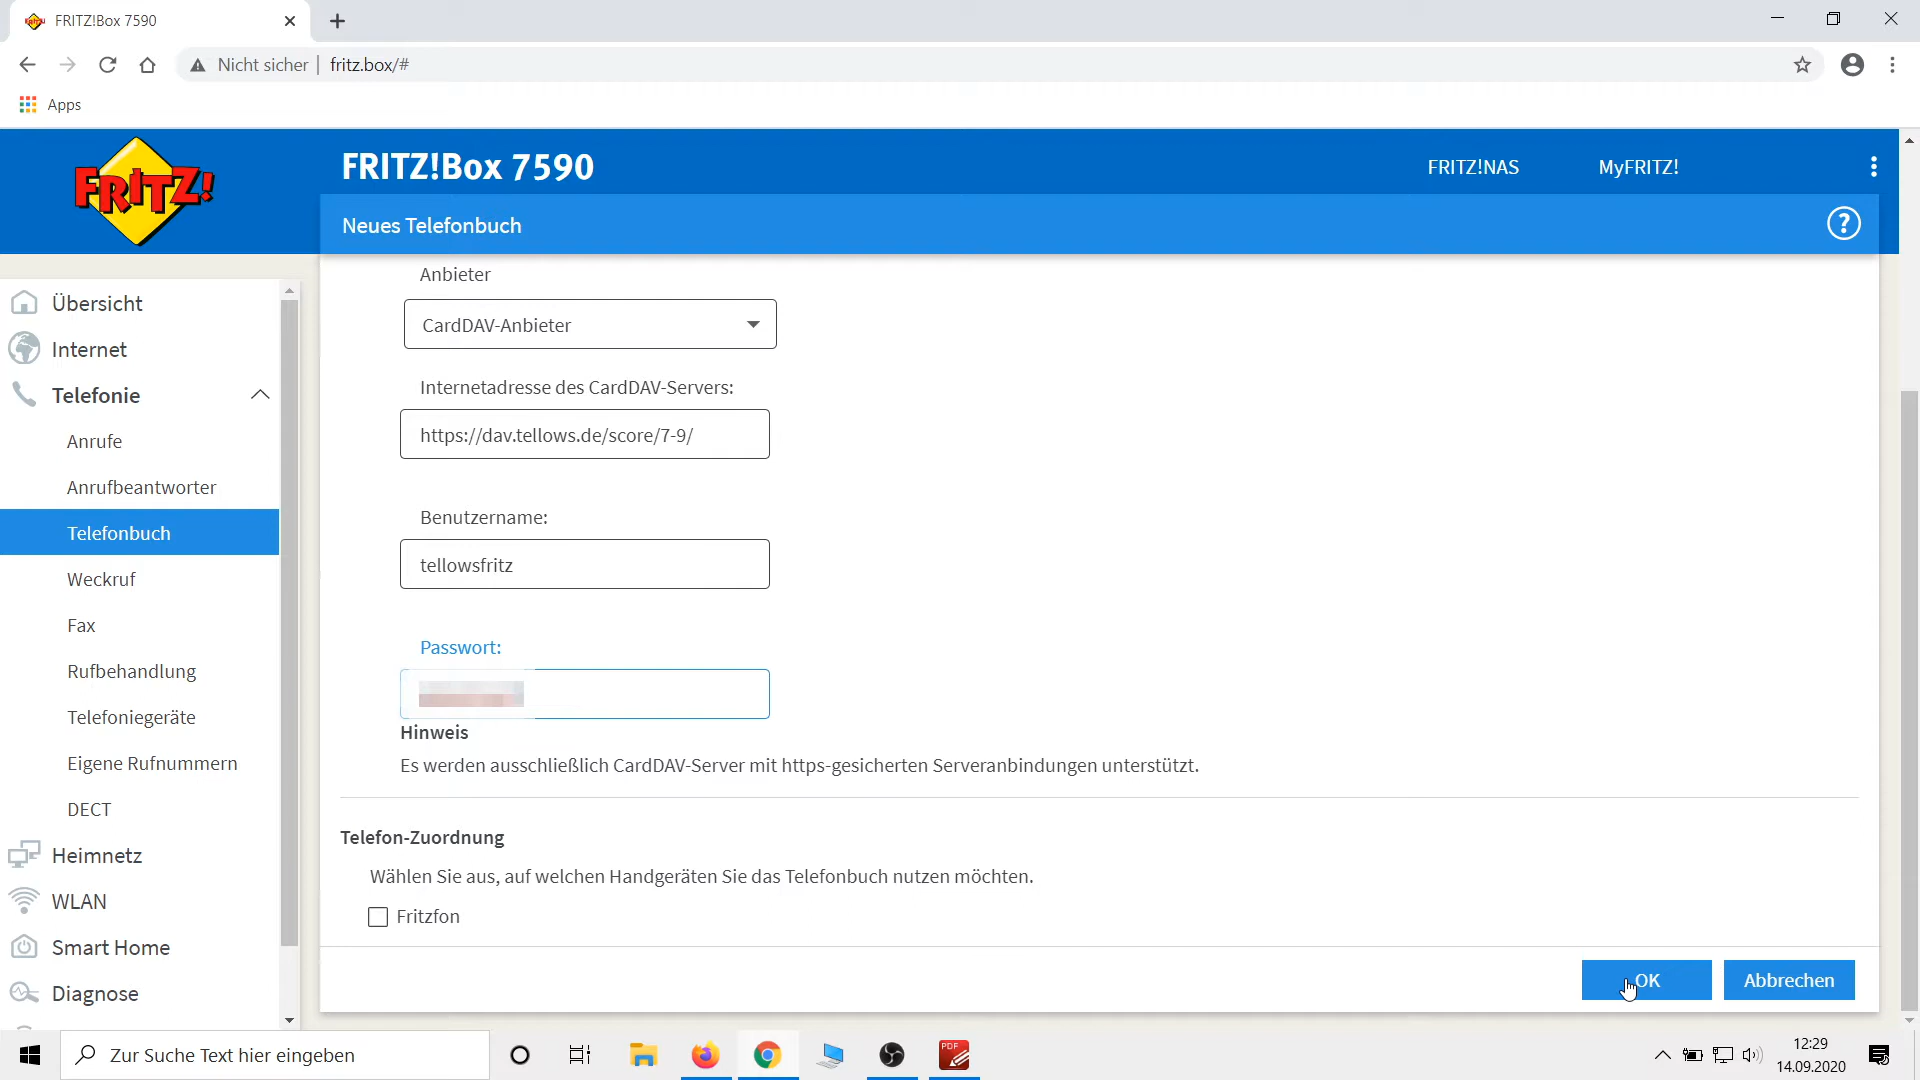 FRITZ!Box 7590
Nicht sicher | fritz.box/#
Apps
FRITZ!
FRITZ!Box 7590
FRITZ!NAS
MyFRITZ!
Neues Telefonbuch
?
Übersicht
Internet
Telefonie
Anrufe
Anrufbeantworter
Telefonbuch
Weckruf
Fax
Rufbehandlung
Telefoniegeräte
Eigene Rufnummern
DECT
Heimnetz
WLAN
Smart Home
Diagnose
Anbieter
CardDAV-Anbieter
Internetadresse des CardDAV-Servers:
https://dav.tellows.de/score/7-9/
Benutzername:
tellowsfritz
Passwort:
Hinweis
Es werden ausschließlich CardDAV-Server mit https-gesicherten Serveranbindungen unterstützt.
Telefon-Zuordnung
Wählen Sie aus, auf welchen Handgeräten Sie das Telefonbuch nutzen möchten.
Fritzfon
OK
Abbrechen
Zur Suche Text hier eingeben
PDF
12:29
14.09.2020